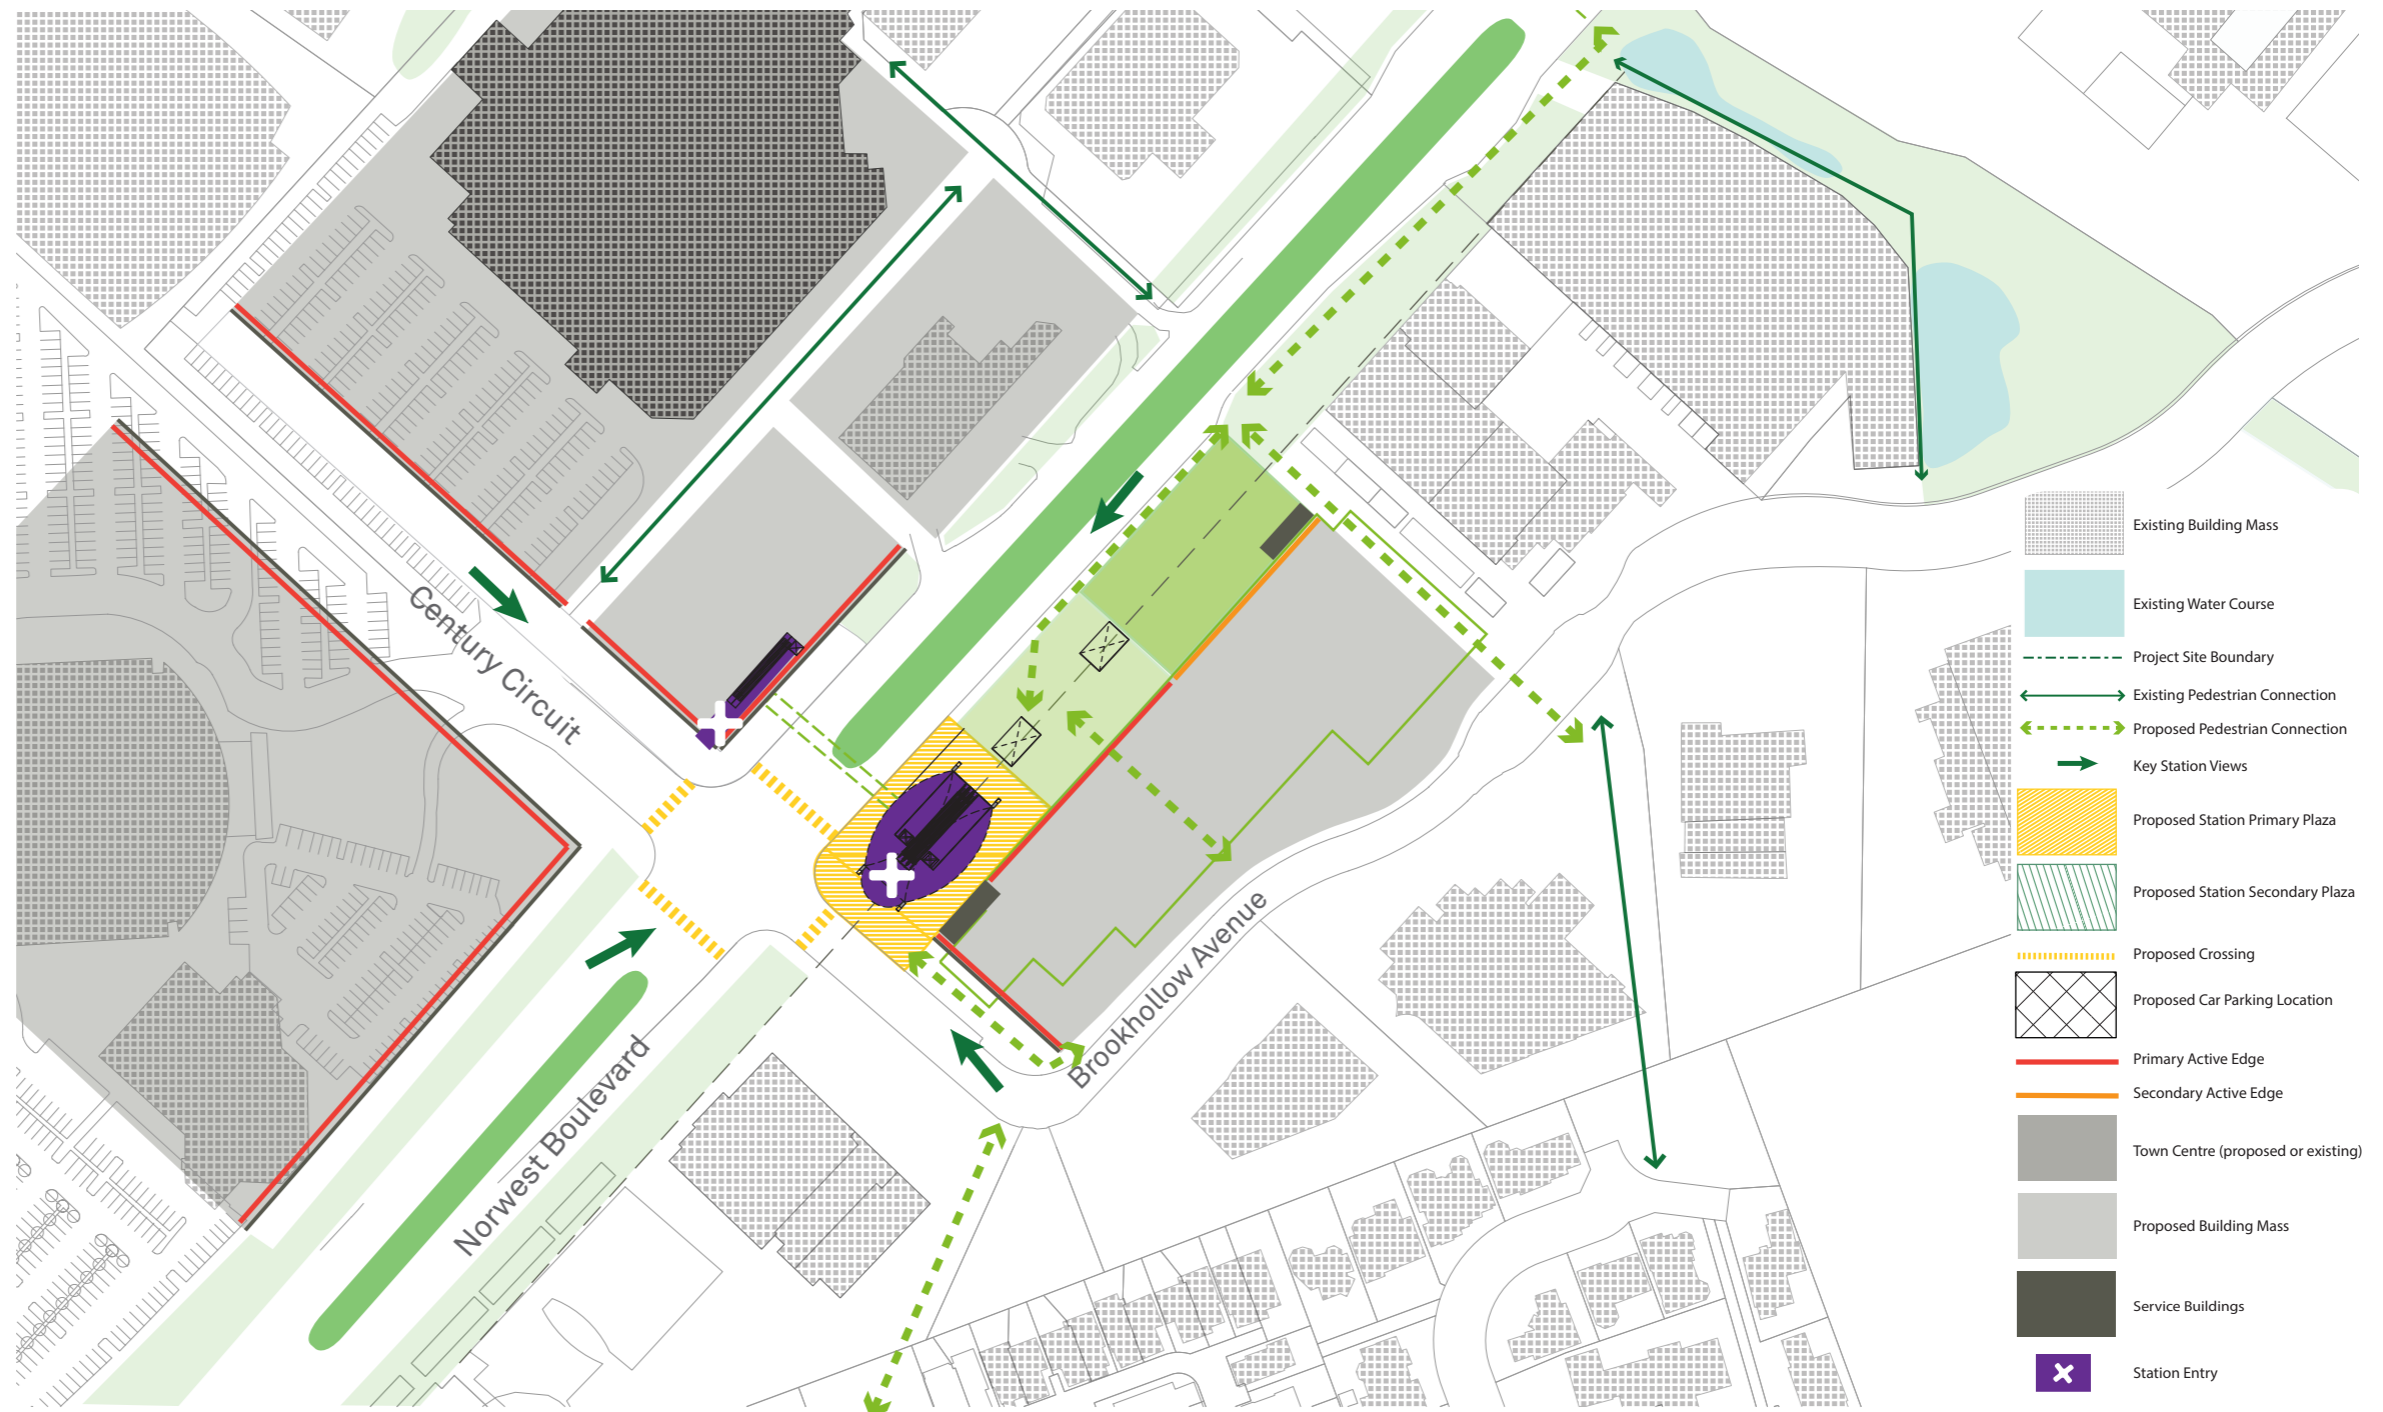 Century Circuit
Norwest Boulevard
Brookhollow Avenue
Existing Building Mass
Existing Water Course
Project Site Boundary
Existing Pedestrian Connection
Proposed Pedestrian Connection
Key Station Views
Proposed Station Primary Plaza
Proposed Station Secondary Plaza
Proposed Crossing
Proposed Car Parking Location
Primary Active Edge
Secondary Active Edge
Town Centre (proposed or existing)
Proposed Building Mass
Service Buildings
Station Entry